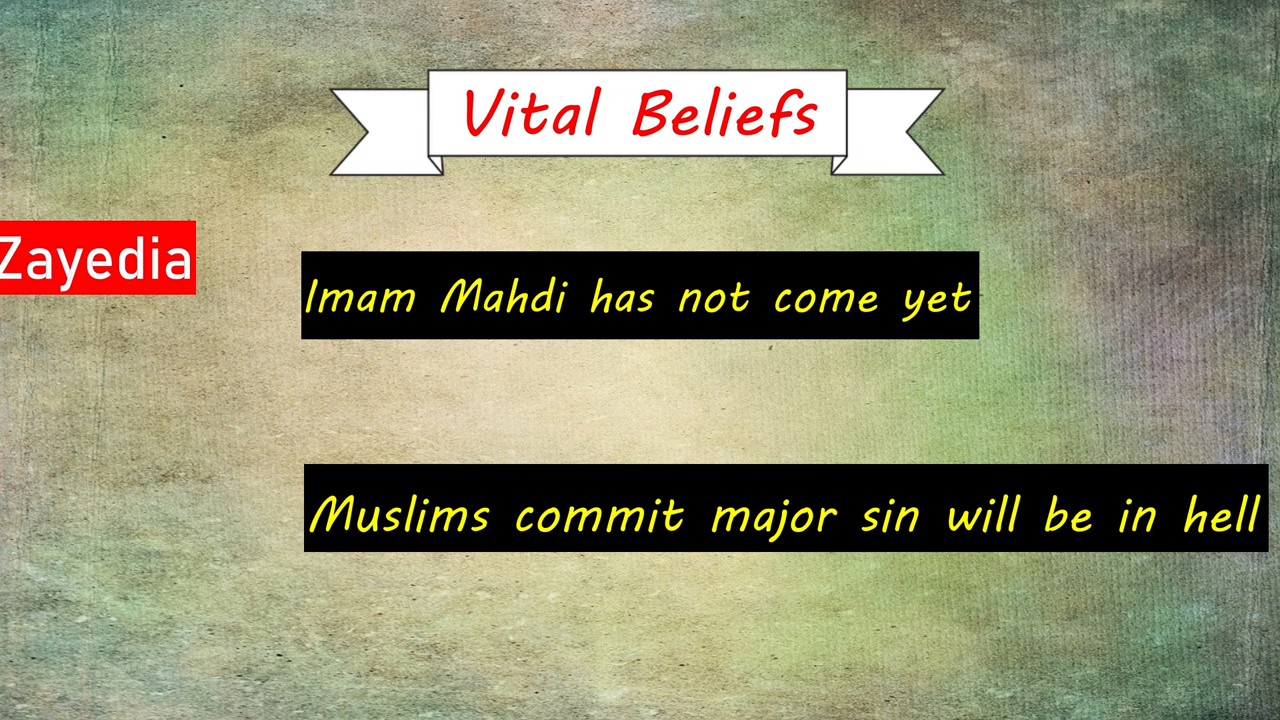 Vital Beliefs
Zayedia
Imam Mahdi has not come yet
Muslims commit major sin will be in hell